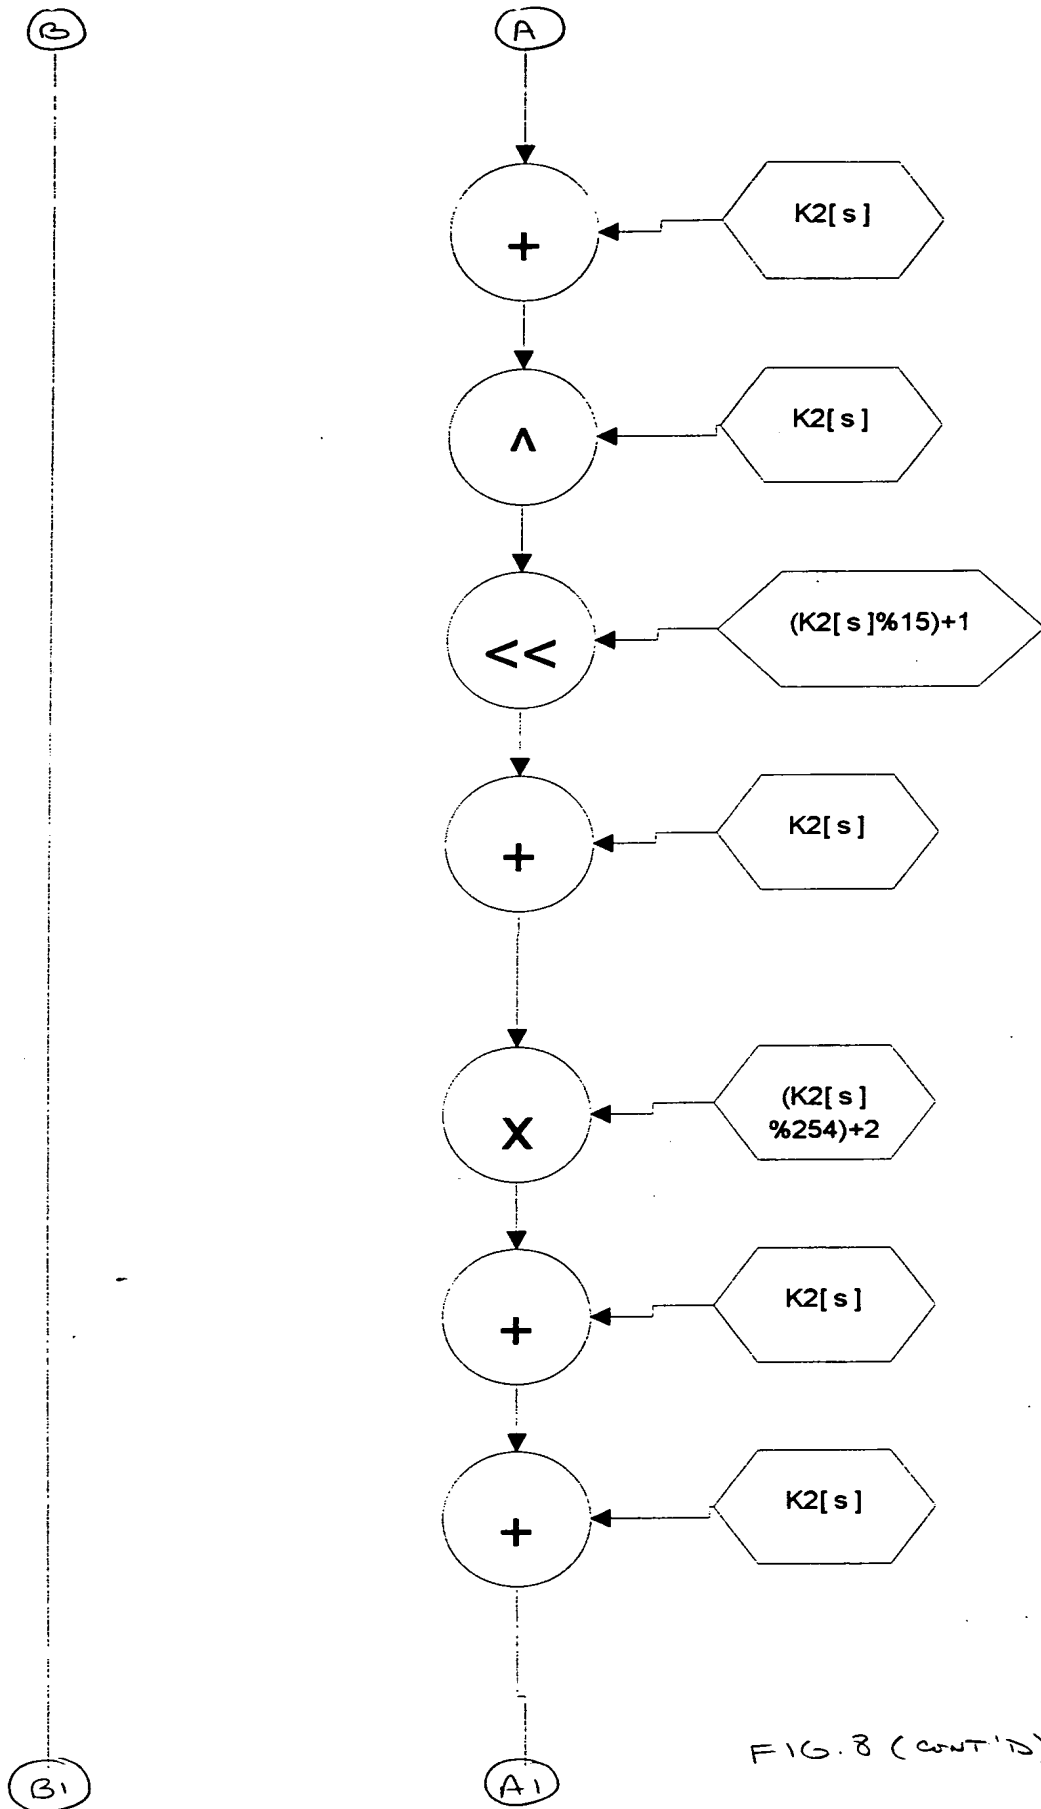 B
A
+
K2[s]
^
K2[s]
<<
(K2[s]%15)+1
+
K2[s]
x
(K2[s]
%254)+2
+
K2[s]
+
K2[s]
FIG.8 (CONT'D)
B1
A1